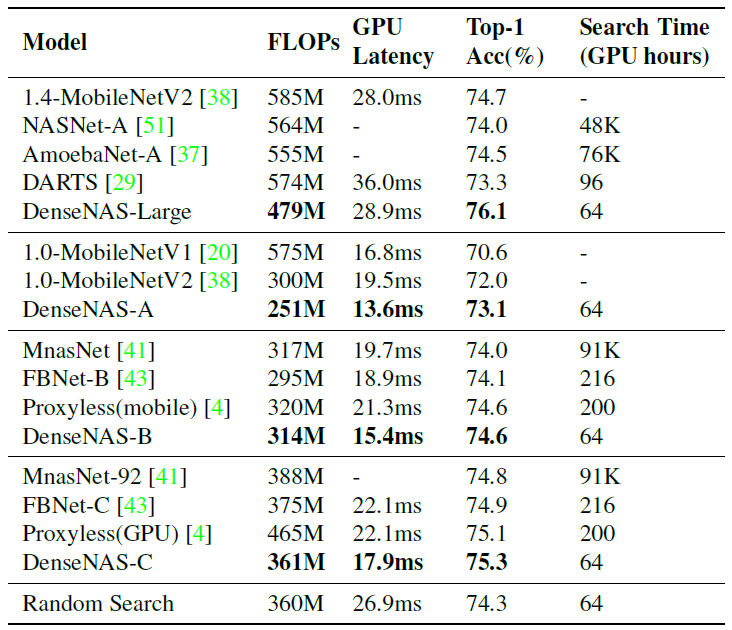 Model FLOPs GPU Latency Top-1 Acc(%) Search Time (GPU hours)
1.4-MobileNetV2 [38] 585M 28.0ms 74.7 -
NASNet-A [51] 564M - 74.0 48K
AmoebaNet-A [37] 555M - 74.5 76K
DARTS [29] 574M 36.0ms 73.3 96
DenseNAS-Large 479M 28.9ms 76.1 64
1.0-MobileNetV1 [20] 575M 16.8ms 70.6 -
1.0-MobileNetV2 [38] 300M 19.5ms 72.0 -
DenseNAS-A 251M 13.6ms 73.1 64
MnasNet [41] 317M 19.7ms 74.0 91K
FBNet-B [43] 295M 18.9ms 74.1 216
Proxyless(mobile) [4] 320M 21.3ms 74.6 200
DenseNAS-B 314M 15.4ms 74.6 64
MnasNet-92 [41] 388M - 74.8 91K
FBNet-C [43] 375M 22.1ms 74.9 216
Proxyless(GPU) [4] 465M 22.1ms 75.1 200
DenseNAS-C 361M 17.9ms 75.3 64
Random Search 360M 26.9ms 74.3 64